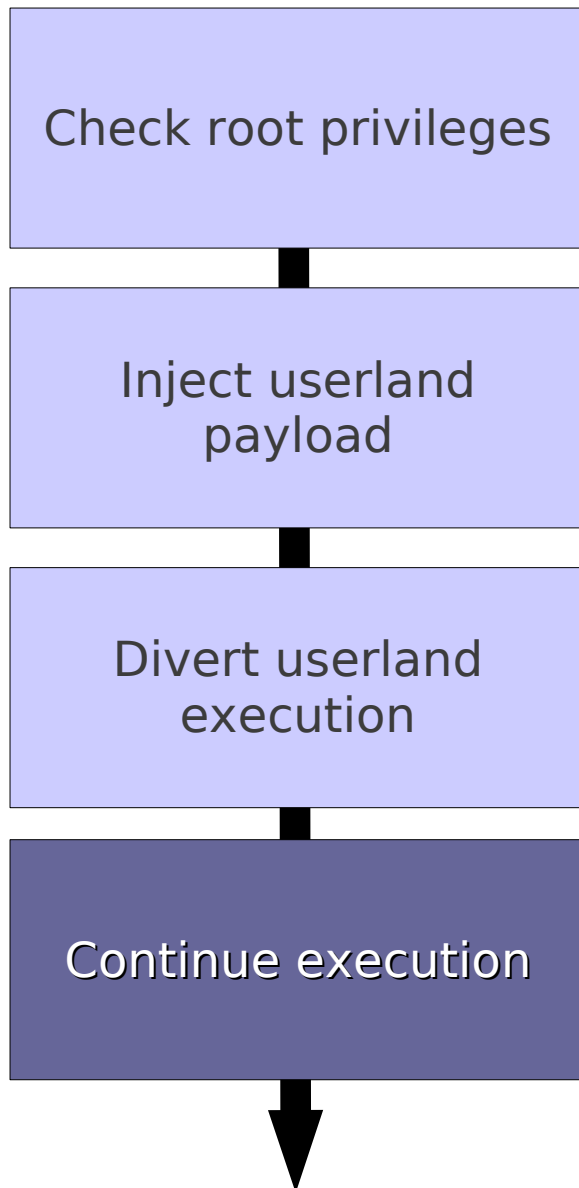 Check root privileges
Inject userland
payload
Divert userland
execution
Continue execution